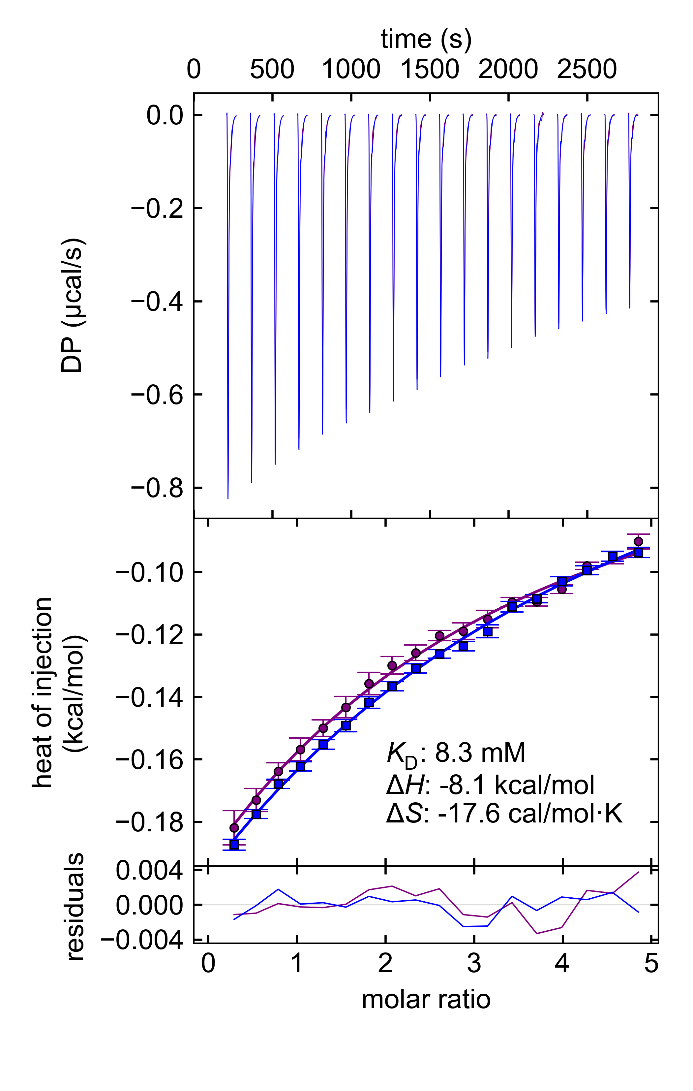 time (s)
0 500 1000 1500 2000 2500
0.0
−0.2
−0.4
−0.6
−0.8
DP (µcal/s)
−0.10
−0.12
−0.14
−0.16
−0.18
heat of injection
(kcal/mol)
K_D: 8.3 mM
ΔH: -8.1 kcal/mol
ΔS: -17.6 cal/mol·K
0.004
0.000
−0.004
residuals
0 1 2 3 4 5
molar ratio